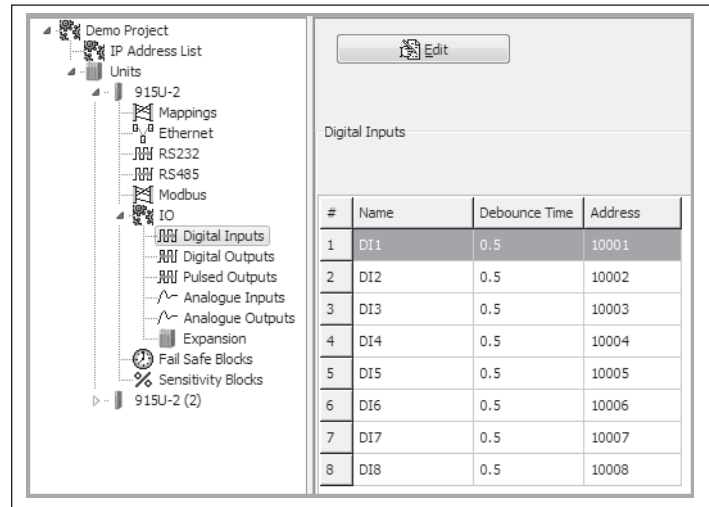 Demo Project
IP Address List
Units
915U-2
Mappings
Ethernet
RS232
RS485
Modbus
IO
Digital Inputs
Digital Outputs
Pulsed Outputs
Analogue Inputs
Analogue Outputs
Expansion
Fail Safe Blocks
Sensitivity Blocks
915U-2 (2)
Edit
Digital Inputs
# Name Debounce Time Address
1 DI1 0.5 10001
2 DI2 0.5 10002
3 DI3 0.5 10003
4 DI4 0.5 10004
5 DI5 0.5 10005
6 DI6 0.5 10006
7 DI7 0.5 10007
8 DI8 0.5 10008